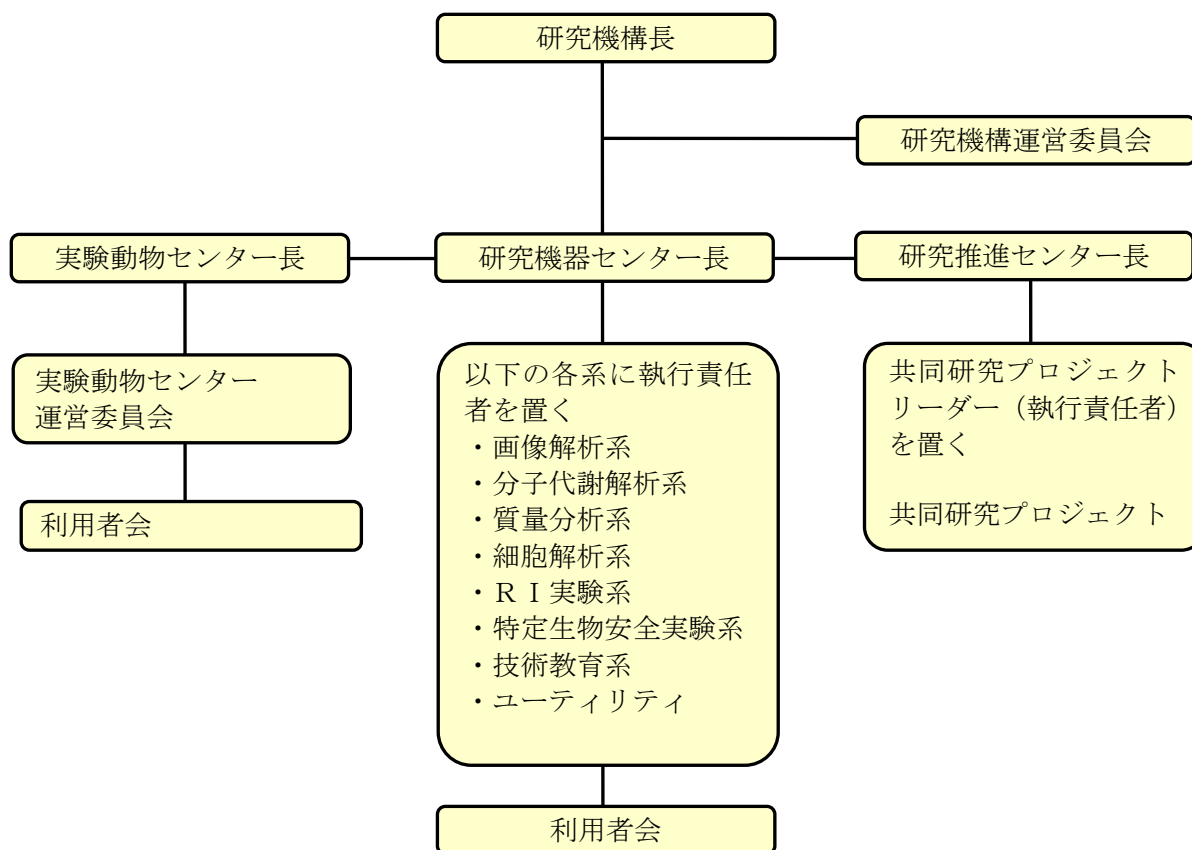 研究機構長
研究機構運営委員会
実験動物センター長
研究機器センター長
研究推進センター長
実験動物センター
運営委員会
利用者会
以下の各系に執行責任
者を置く
・画像解析系
・分子代謝解析系
・質量分析系
・細胞解析系
・ＲＩ実験系
・特定生物安全実験系
・技術教育系
・ユーティリティ
利用者会
共同研究プロジェクト
リーダー（執行責任者）
を置く
共同研究プロジェクト